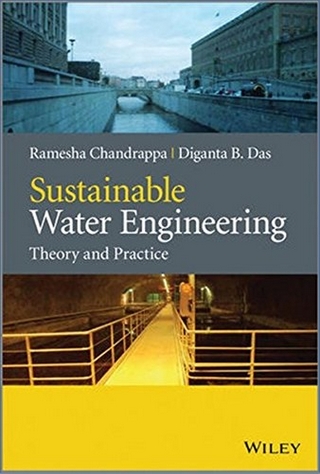 Ramesha Chandrappa | Diganta B. Das
Sustainable
Water Engineering
Theory and Practice
WILEY